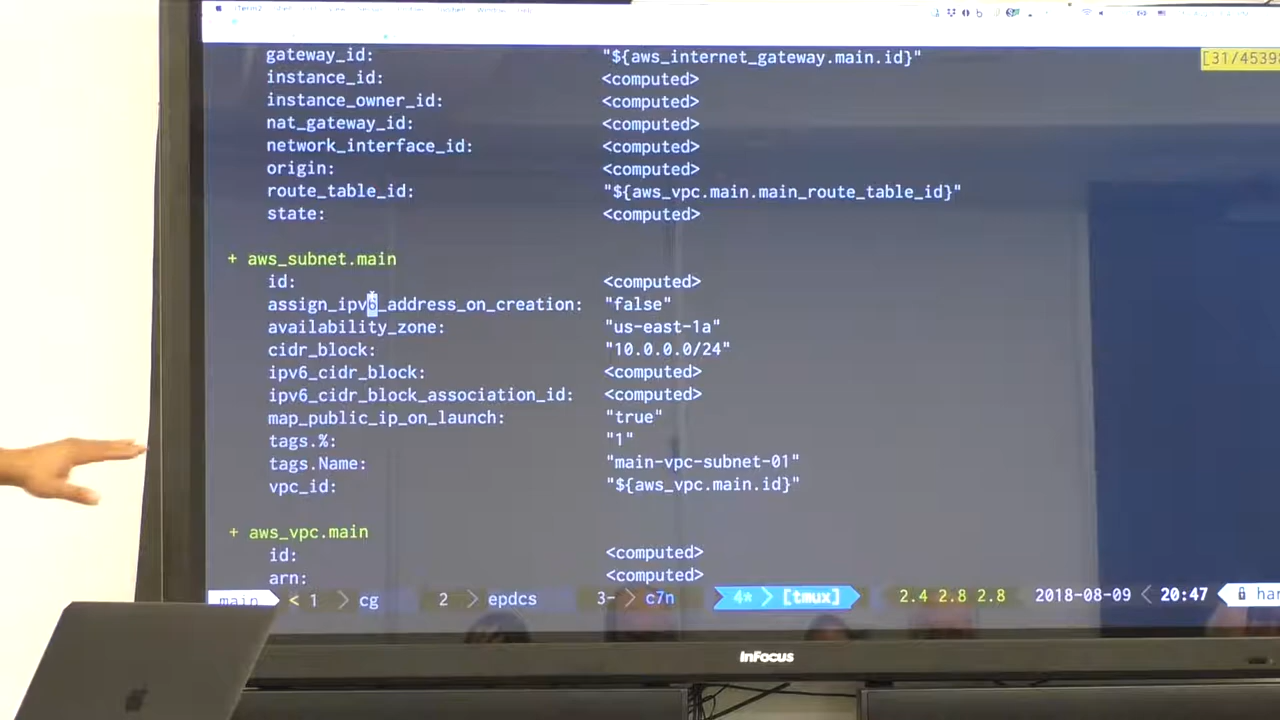 iTerm2
gateway_id: "${aws_internet_gateway.main.id}"
[31/4539
instance_id: <computed>
instance_owner_id: <computed>
nat_gateway_id: <computed>
network_interface_id: <computed>
origin: <computed>
route_table_id: "${aws_vpc.main.main_route_table_id}"
state: <computed>
+ aws_subnet.main
id: <computed>
assign_ipv6_address_on_creation: "false"
availability_zone: "us-east-1a"
cidr_block: "10.0.0.0/24"
ipv6_cidr_block: <computed>
ipv6_cidr_block_association_id: <computed>
map_public_ip_on_launch: "true"
tags.%: "1"
tags.Name: "main-vpc-subnet-01"
vpc_id: "${aws_vpc.main.id}"
+ aws_vpc.main
id: <computed>
arn: <computed>
main < 1 > cg 2 > epdcs 3- > c7n 4* > [tmux] 2.4 2.8 2.8 2018-08-09 < 20:47 har
InFocus